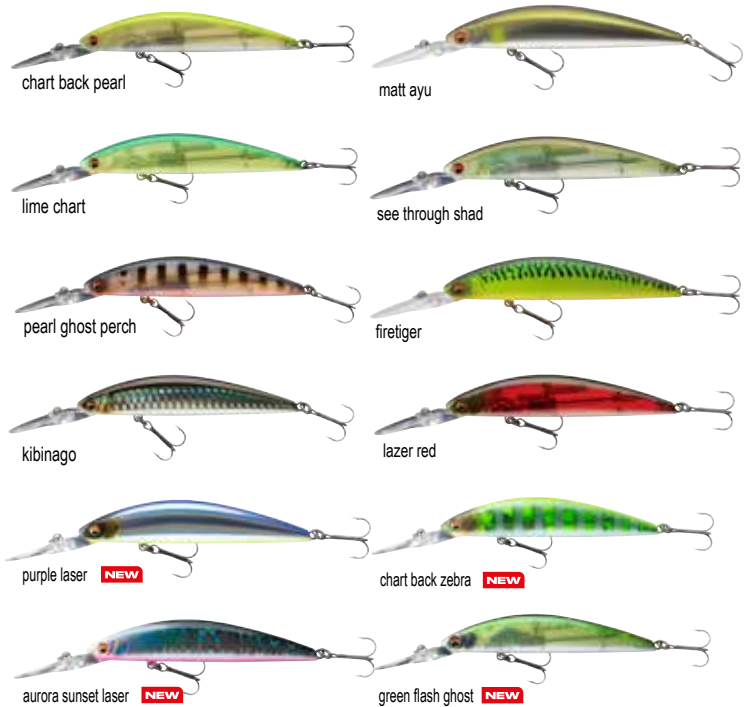 chart back pearl
matt ayu
lime chart
see through shad
pearl ghost perch
firetiger
kibinago
lazer red
purple laser NEW
chart back zebra NEW
aurora sunset laser NEW
green flash ghost NEW